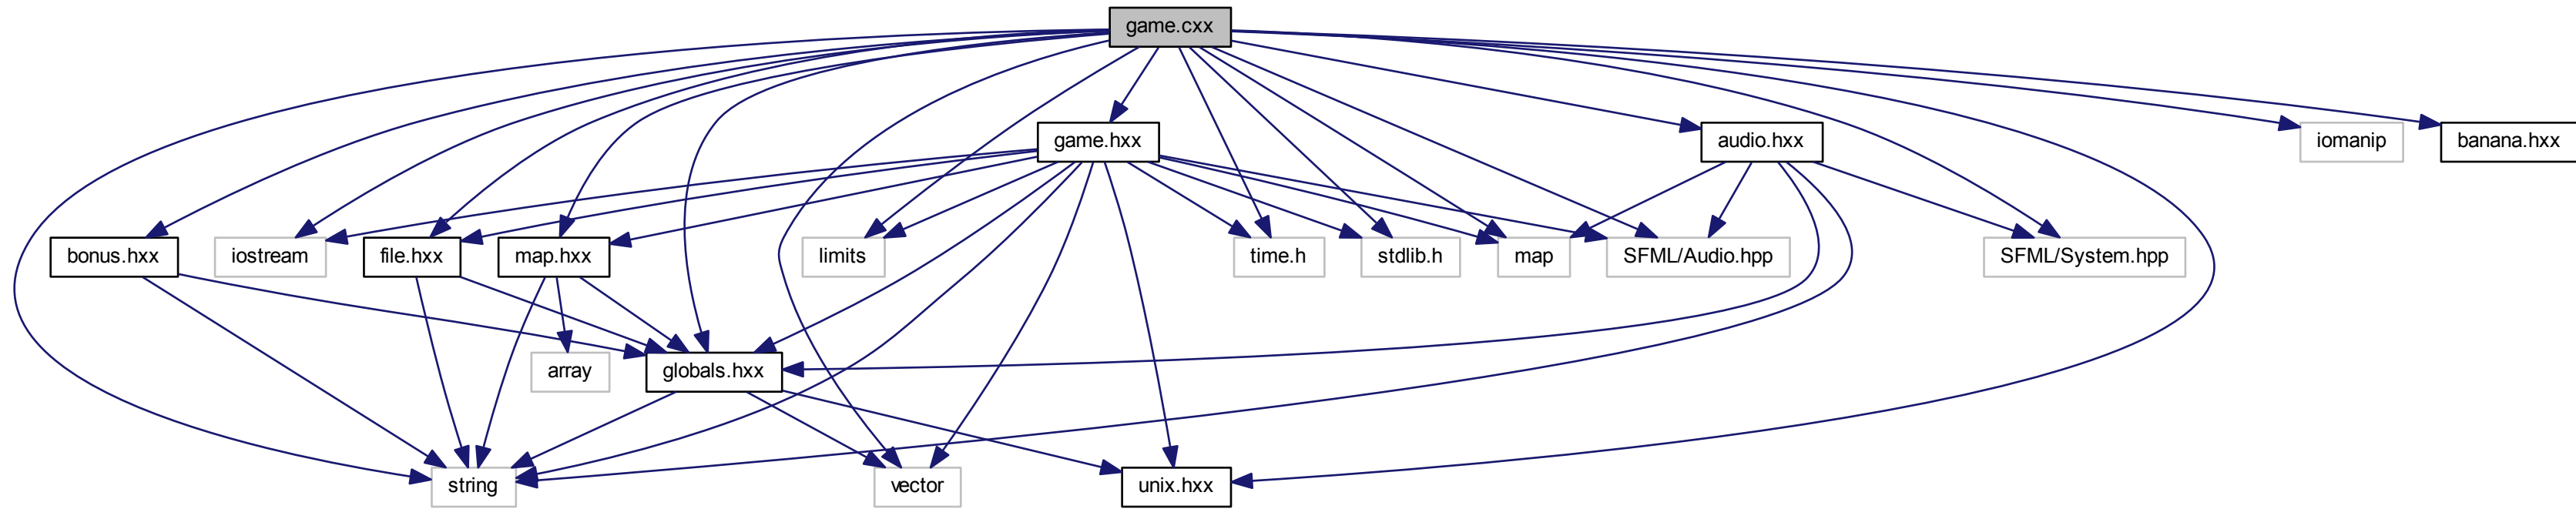 game.cxx
game.hxx
audio.hxx
iomanip
banana.hxx
bonus.hxx
iostream
file.hxx
map.hxx
limits
time.h
stdlib.h
map
SFML/Audio.hpp
SFML/System.hpp
array
globals.hxx
string
vector
unix.hxx